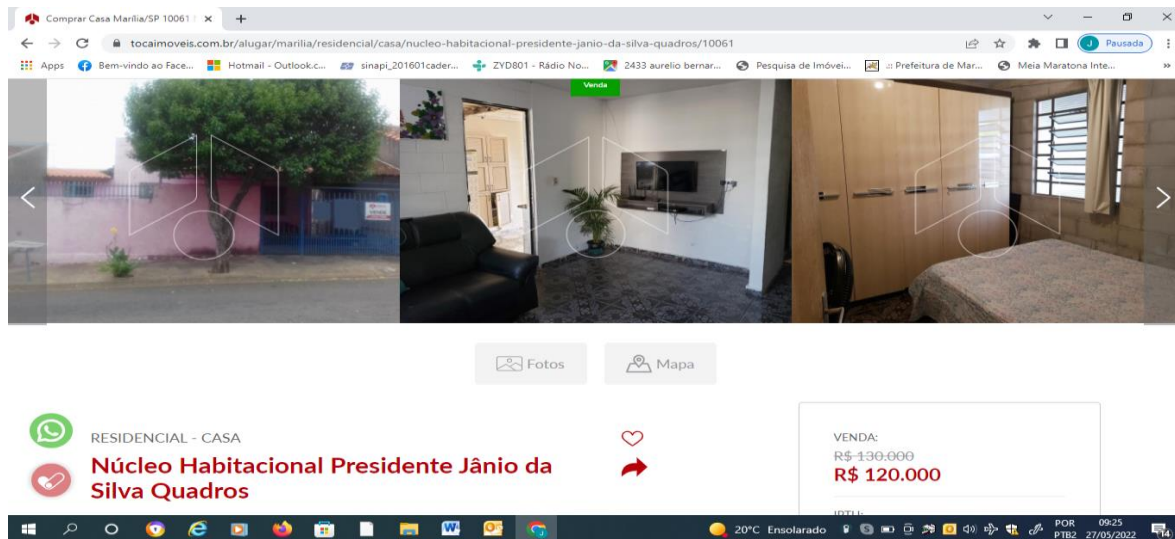 Comprar Casa Marília/SP 10061
tocaimoveis.com.br/alugar/marilia/residencial/casa/nucleo-habitacional-presidente-janio-da-silva-quadros/10061
Pausada
Apps Bem-vindo ao Face... Hotmail - Outlook.c... sinapi_201601cader... ZYD801 - Rádio No... 2433 aurelio bernar... Pesquisa de Imóvei... :: Prefeitura de Mar... Meia Maratona Inte... »
Venda
VENDE
Fotos Mapa
RESIDENCIAL - CASA
Núcleo Habitacional Presidente Jânio da
Silva Quadros
VENDA:
R$ 130.000
R$ 120.000
IPTU:
20°C Ensolarado
POR 09:25
PTB2 27/05/2022